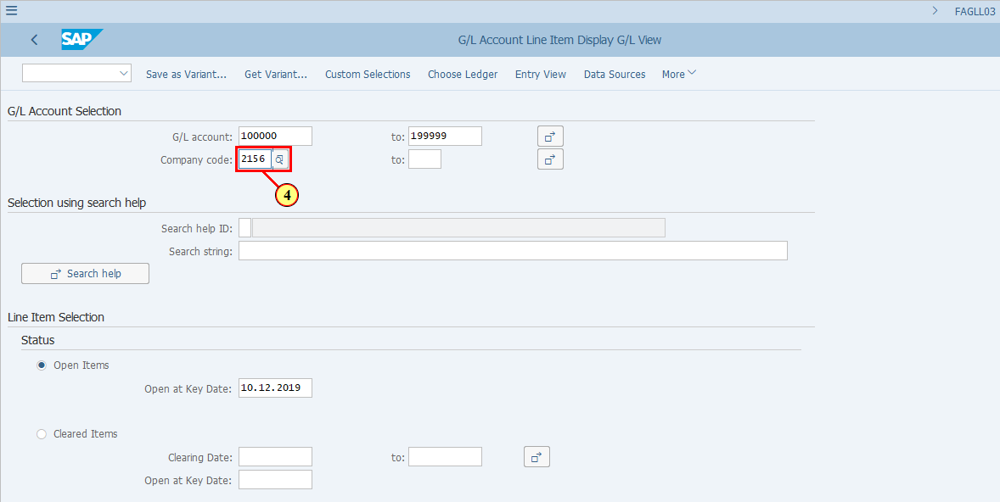 FAGLL03
SAP G/L Account Line Item Display G/L View
Save as Variant... Get Variant... Custom Selections Choose Ledger Entry View Data Sources More
G/L Account Selection
G/L account: 100000 to: 199999
Company code: 2156 to:
4
Selection using search help
Search help ID:
Search string:
Search help
Line Item Selection
Status
Open Items
Open at Key Date: 10.12.2019
Cleared Items
Clearing Date: to:
Open at Key Date: